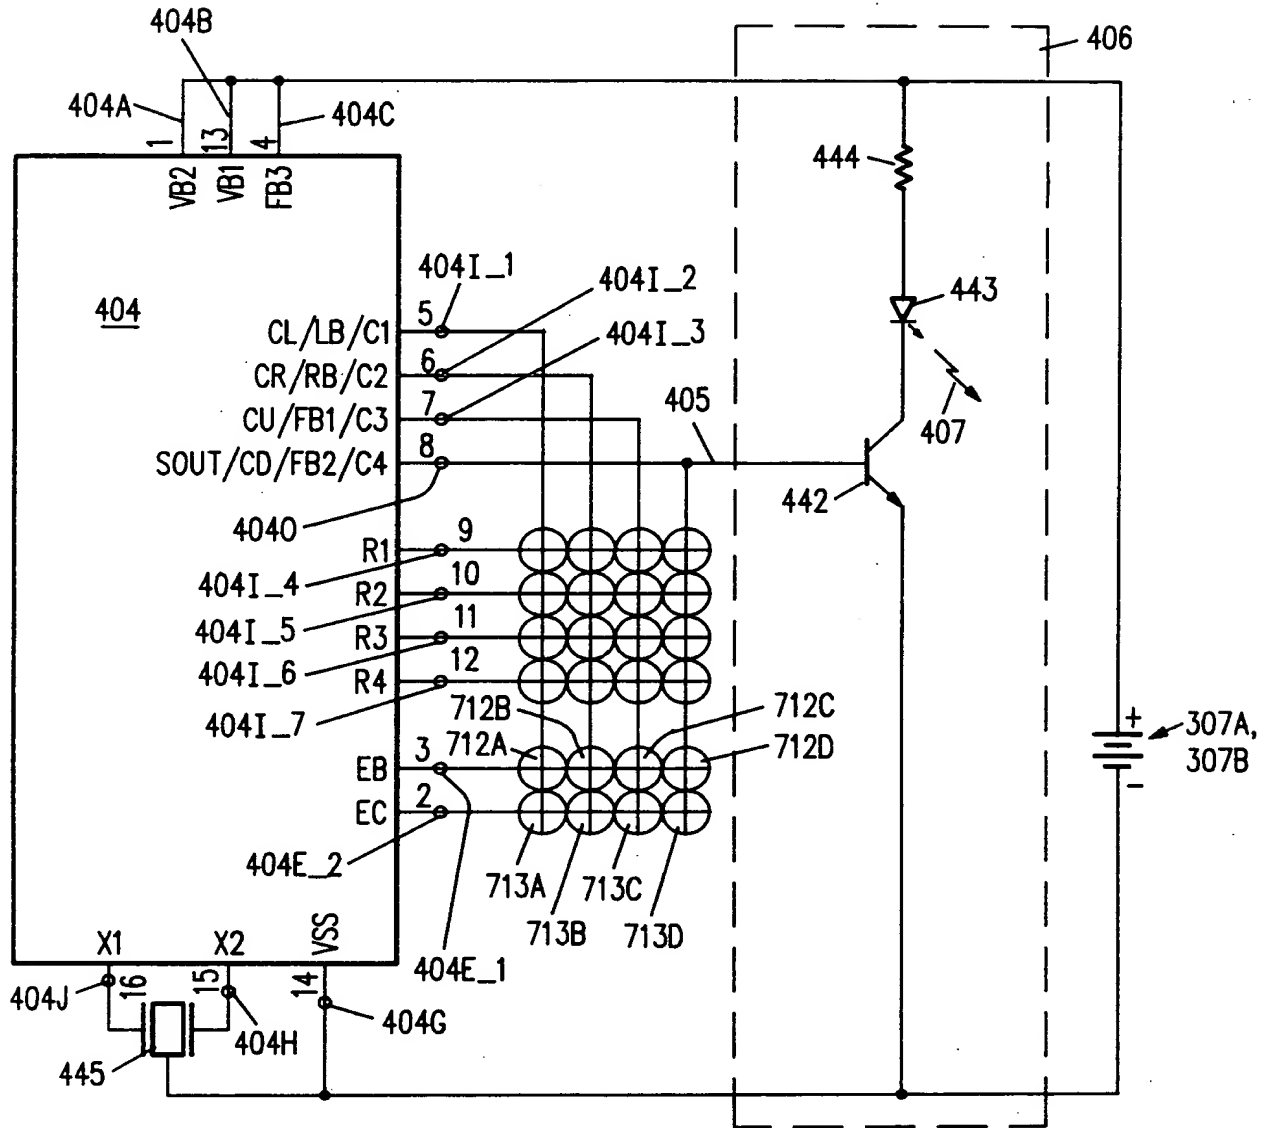 404B
406
404A
404C
1
13
4
VB2
VB1
FB3
444
404I_1
404I_2
443
404
5
CL/LB/C1
404I_3
6
CR/RB/C2
7
CU/FB1/C3
405
407
8
SOUT/CD/FB2/C4
442
4040
9
R1
404I_4
10
R2
404I_5
11
R3
404I_6
12
R4
404I_7
712B
712C
712A
712D
+
307A,
307B
-
3
EB
2
EC
404E_2
713A
713C
713B
713D
X1
X2
VSS
404E_1
404J
16
15
14
404G
404H
445